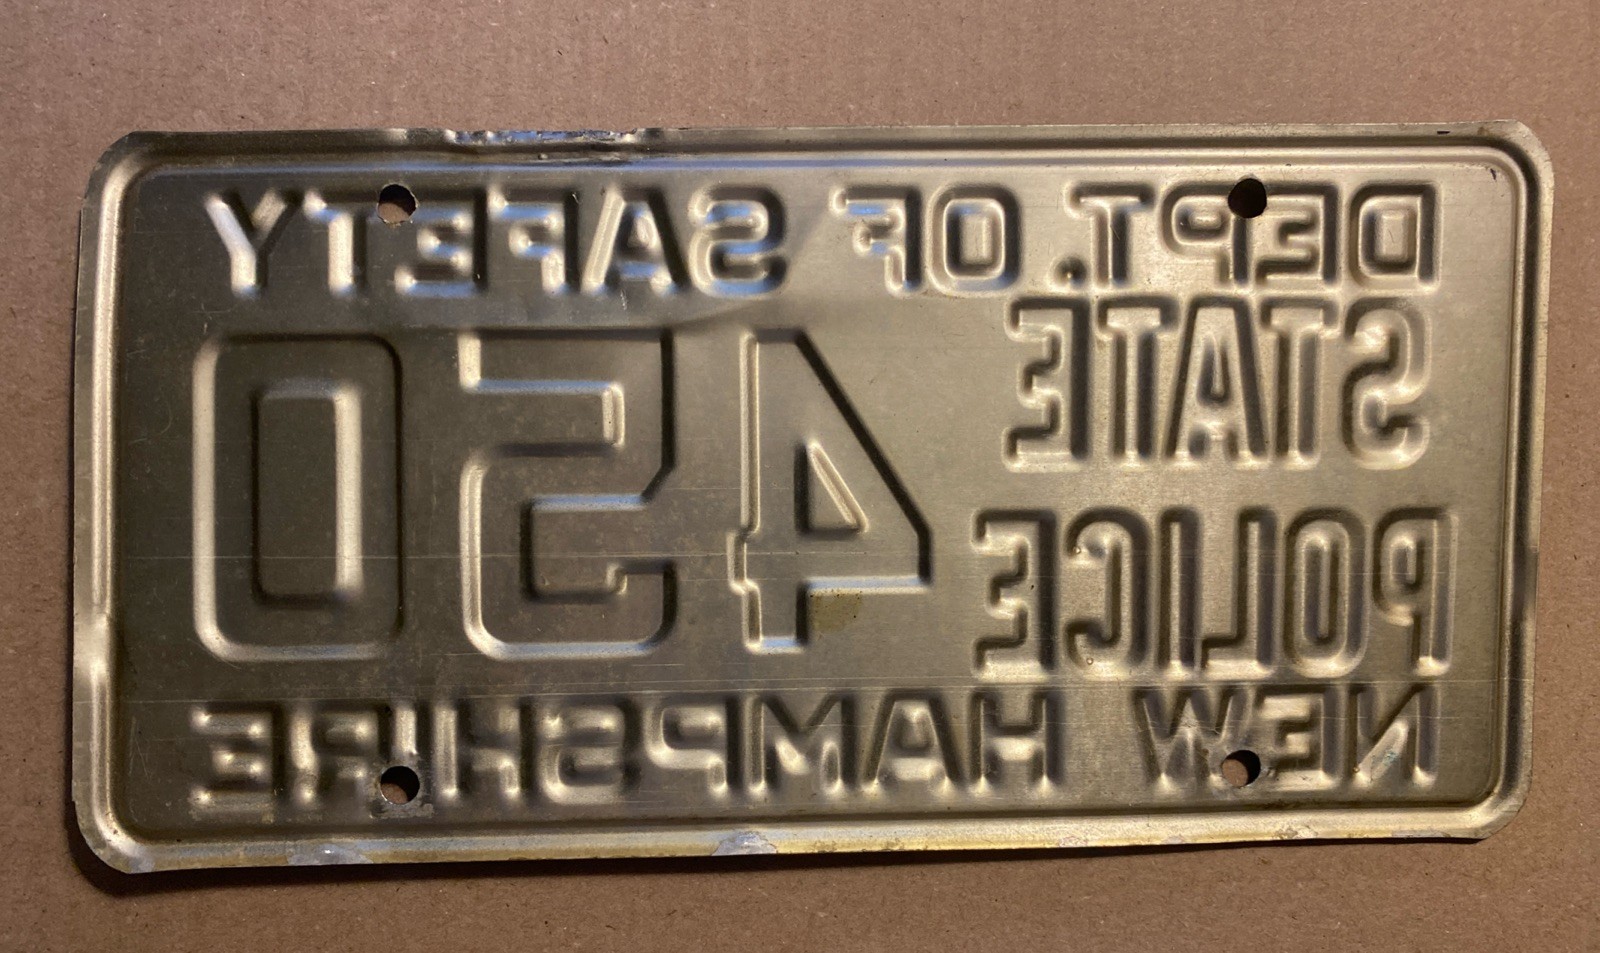 DEPT. OF SAFETY
STATE
POLICE
450
NEW HAMPSHIRE